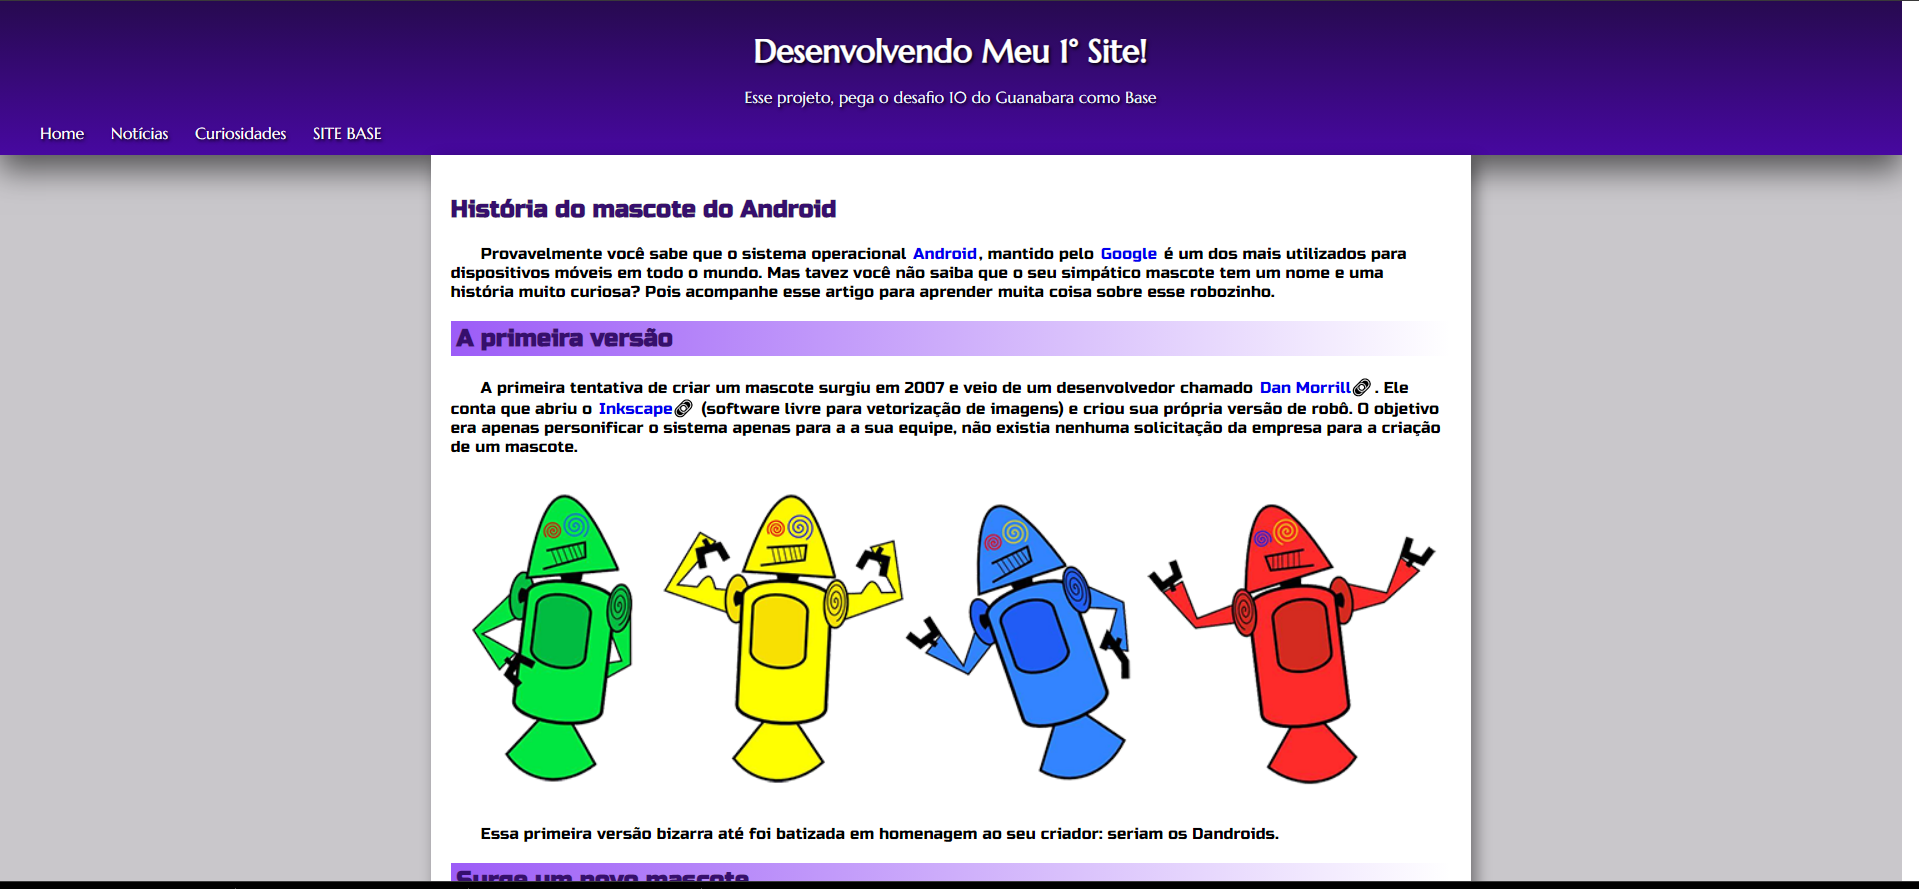 Desenvolvendo Meu 1° Site!
Esse projeto, pega o desafio 10 do Guanabara como Base
Home Notícias Curiosidades SITE BASE
História do mascote do Android
Provavelmente você sabe que o sistema operacional Android, mantido pelo Google é um dos mais utilizados para
dispositivos móveis em todo o mundo. Mas tavez você não saiba que o seu simpático mascote tem um nome e uma
história muito curiosa? Pois acompanhe esse artigo para aprender muita coisa sobre esse robozinho.
A primeira versão
A primeira tentativa de criar um mascote surgiu em 2007 e veio de um desenvolvedor chamado Dan Morrill. Ele
conta que abriu o Inkscape (software livre para vetorização de imagens) e criou sua própria versão de robô. O objetivo
era apenas personificar o sistema apenas para a a sua equipe, não existia nenhuma solicitação da empresa para a criação
de um mascote.
Essa primeira versão bizarra até foi batizada em homenagem ao seu criador: seriam os Dandroids.
Surge um novo mascote